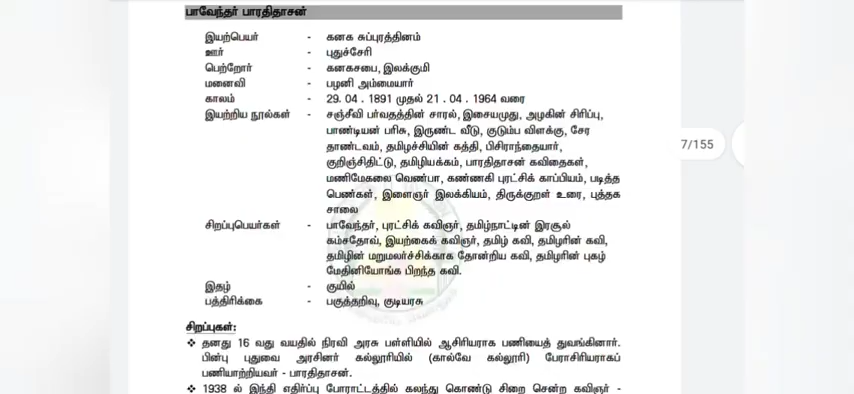 பாவேந்தர் பாரதிதாசன்
இயற்பெயர் - கனக சுப்புரத்தினம்
ஊர் - புதுச்சேரி
பெற்றோர் - கனகசபை, இலக்குமி
மனைவி - பழனி அம்மையார்
காலம் - 29. 04 . 1891 முதல் 21 . 04 . 1964 வரை
இயற்றிய நூல்கள் - சஞ்சீவி பர்வதத்தின் சாரல், இசையமுது, அழகின் சிரிப்பு,
பாண்டியன் பரிசு, இருண்ட வீடு, குடும்ப விளக்கு, சேர
தாண்டவம், தமிழச்சியின் கத்தி, பிசிராந்தையார்,
குறிஞ்சிதிட்டு, தமிழியக்கம், பாரதிதாசன் கவிதைகள்,
மணிமேகலை வெண்பா, கண்ணகி புரட்சிக் காப்பியம், படித்த
பெண்கள், இளைஞர் இலக்கியம், திருக்குறள் உரை, புத்தக
சாலை
சிறப்புபெயர்கள் - பாவேந்தர், புரட்சிக் கவிஞர், தமிழ்நாட்டின் இரசூல்
கம்சதோவ், இயற்கைக் கவிஞர், தமிழ் கவி, தமிழரின் கவி,
தமிழின் மறுமலர்ச்சிக்காக தோன்றிய கவி, தமிழரின் புகழ்
மேதினியோங்க பிறந்த கவி.
இதழ் - குயில்
பத்திரிக்கை - பகுத்தறிவு, குடியரசு
சிறப்புகள்:
❖ தனது 16 வது வயதில் நிரவி அரசு பள்ளியில் ஆசிரியராக பணியைத் துவங்கினார்.
பின்பு புதுவை அரசினர் கல்லூரியில் (கால்வே கல்லூரி) பேராசிரியராகப்
பணியாற்றியவர் - பாரதிதாசன்.
❖ 1938 ல் இந்தி எதிர்ப்பு போராட்டத்தில் கலந்து கொண்டு சிறை சென்ற கவிஞர் -
7/155